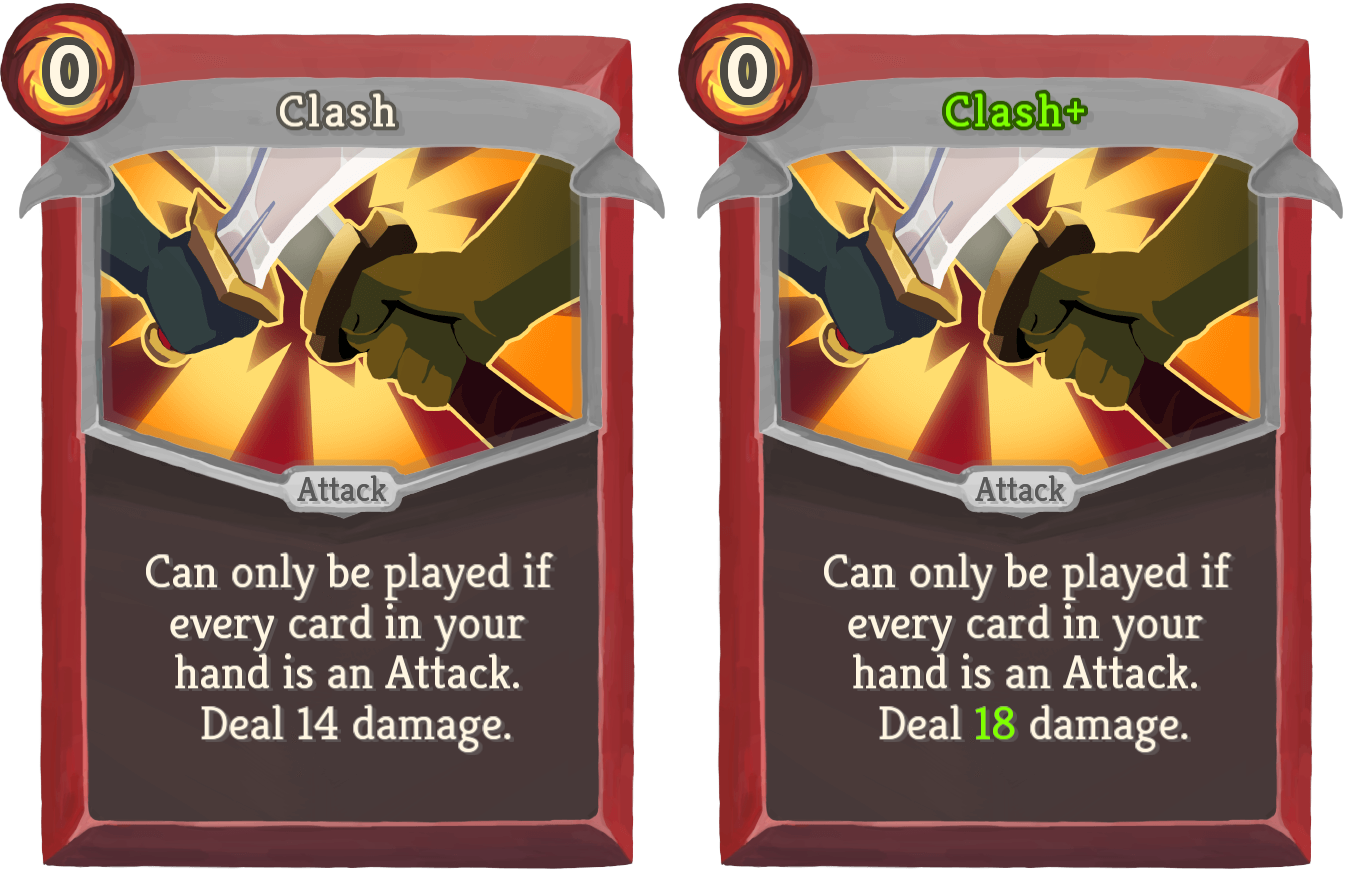 0
Clash
Attack
Can only be played if
every card in your
hand is an Attack.
Deal 14 damage.
0
Clash+
Attack
Can only be played if
every card in your
hand is an Attack.
Deal 18 damage.